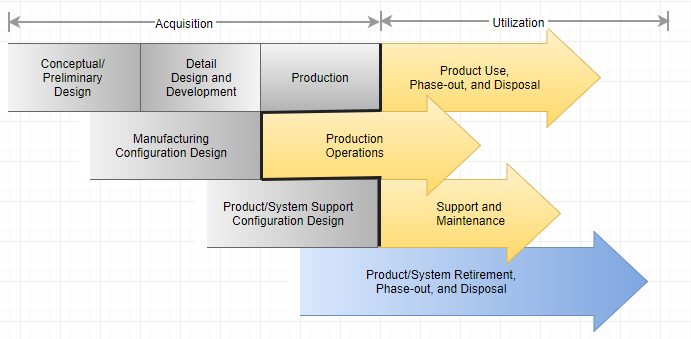 Acquisition
Utilization
Conceptual/
Preliminary
Design
Detail
Design and
Development
Production
Product Use,
Phase-out, and Disposal
Manufacturing
Configuration Design
Production
Operations
Product/System Support
Configuration Design
Support and
Maintenance
Product/System Retirement,
Phase-out, and Disposal